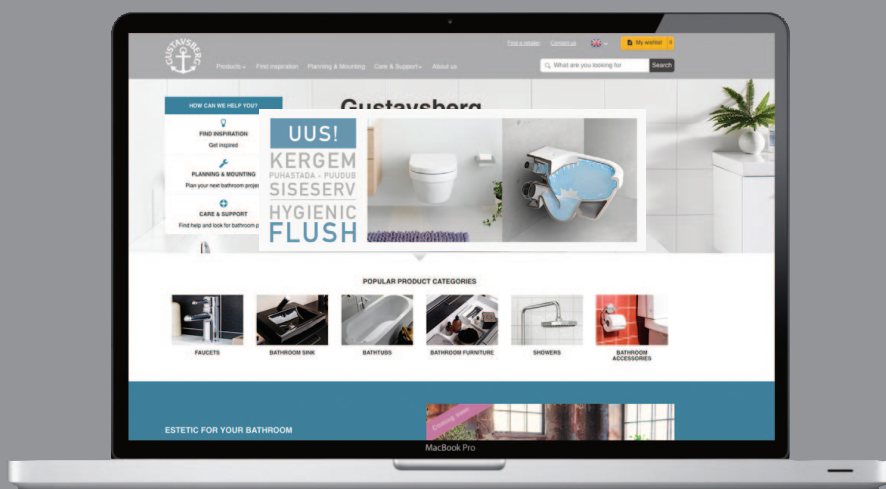 GUSTAVSBERG
Find a retailer Contact us My wishlist
Products Find inspiration Planning & Mounting Care & Support About us
What are you looking for Search
HOW CAN WE HELP YOU?
FIND INSPIRATION
Get inspired
PLANNING & MOUNTING
Plan your next bathroom proje
CARE & SUPPORT
Find help and look for bathroom p
Gustavsberg
UUS!
KERGEM
PUHASTADA - PUUDUB
SISESERV
HYGIENIC
FLUSH
POPULAR PRODUCT CATEGORIES
FAUCETS
BATHROOM SINK
BATHTUBS
BATHROOM FURNITURE
SHOWERS
BATHROOM
ACCESSORIES
ESTETIC FOR YOUR BATHROOM
Coming soon
MacBook Pro